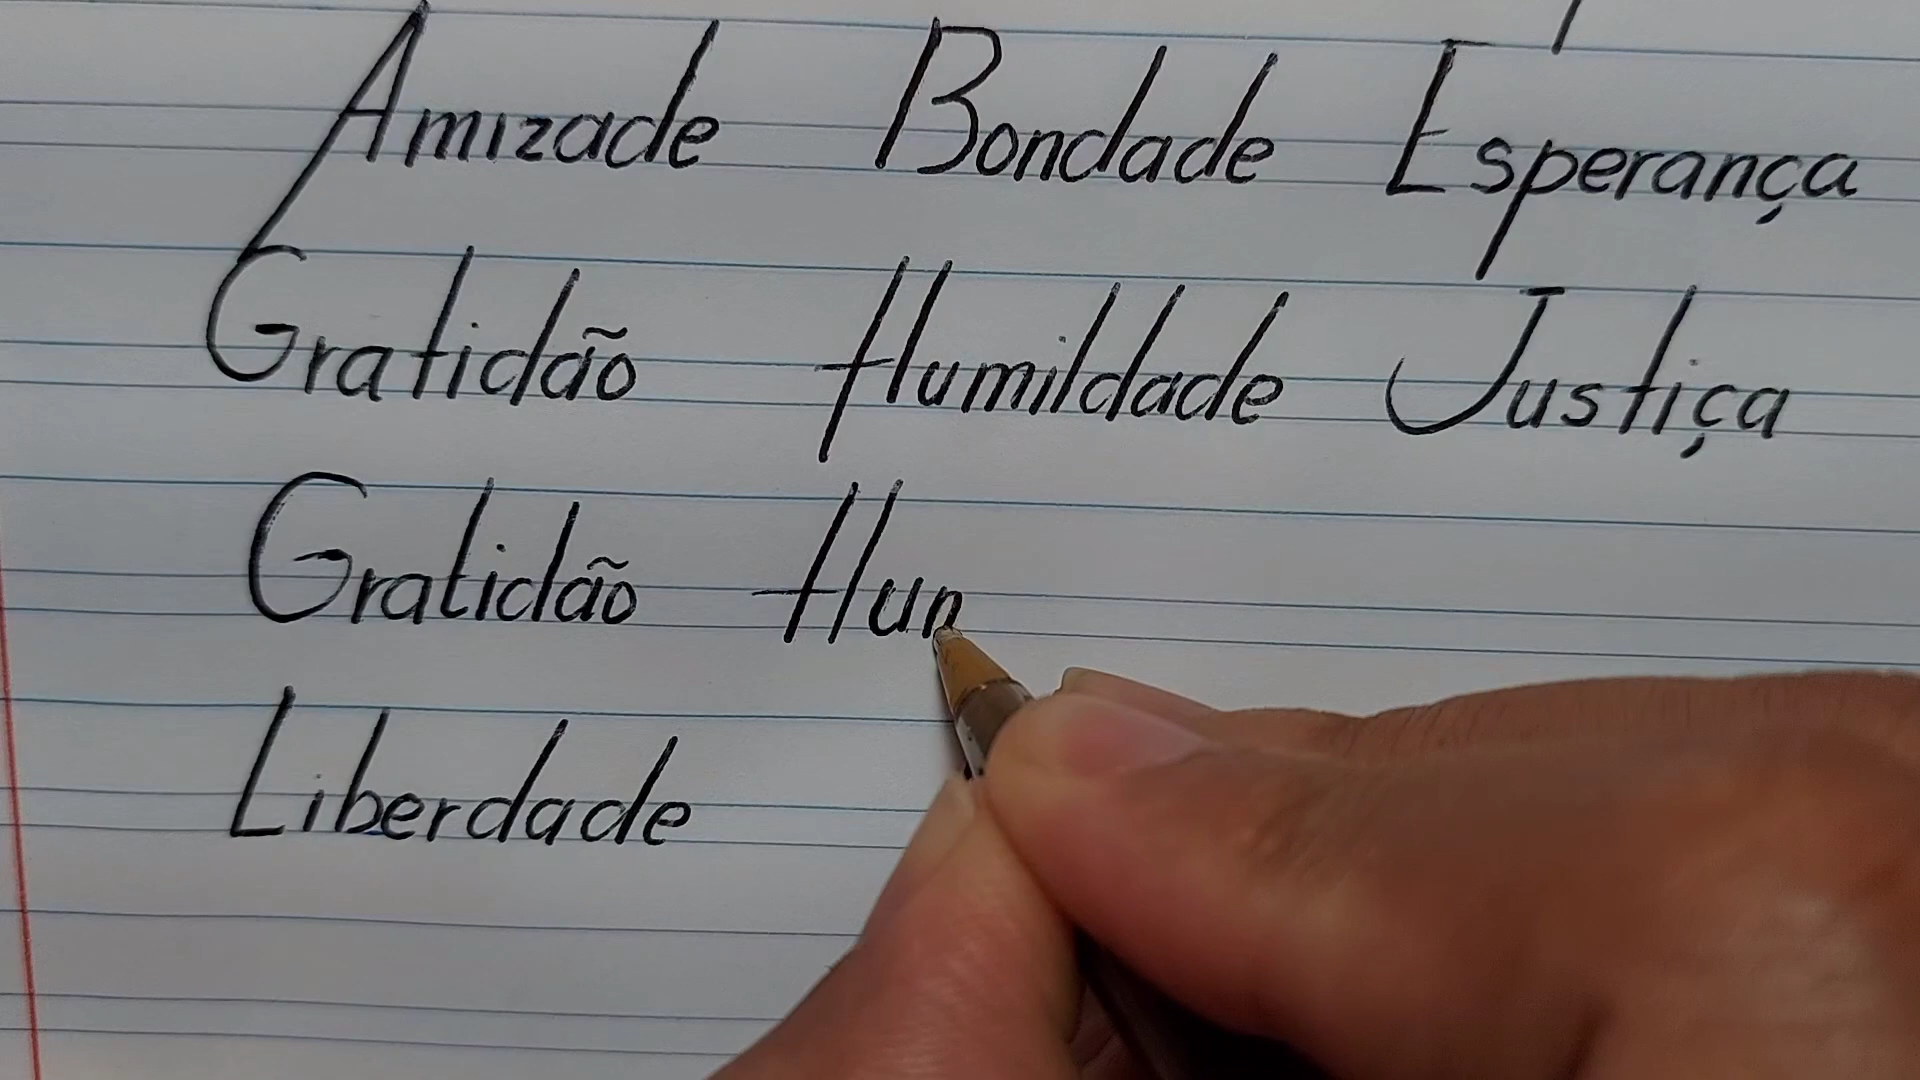 Amizade Bondade Esperança
Gratidão Humildade Justiça
Gratidão Hun
Liberdade